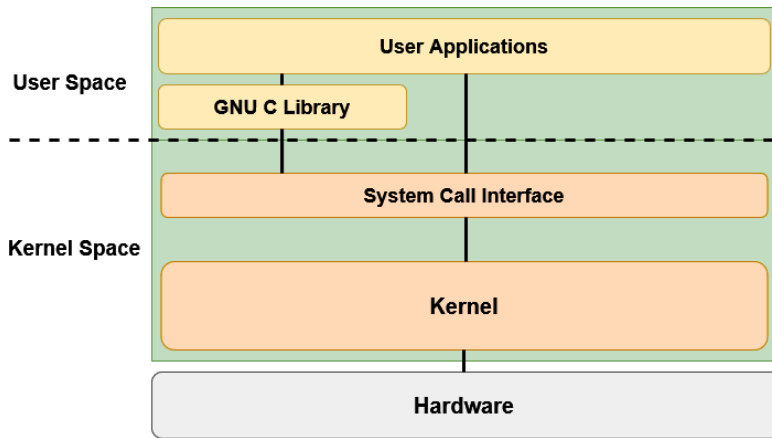 User Applications
User Space
GNU C Library
System Call Interface
Kernel Space
Kernel
Hardware